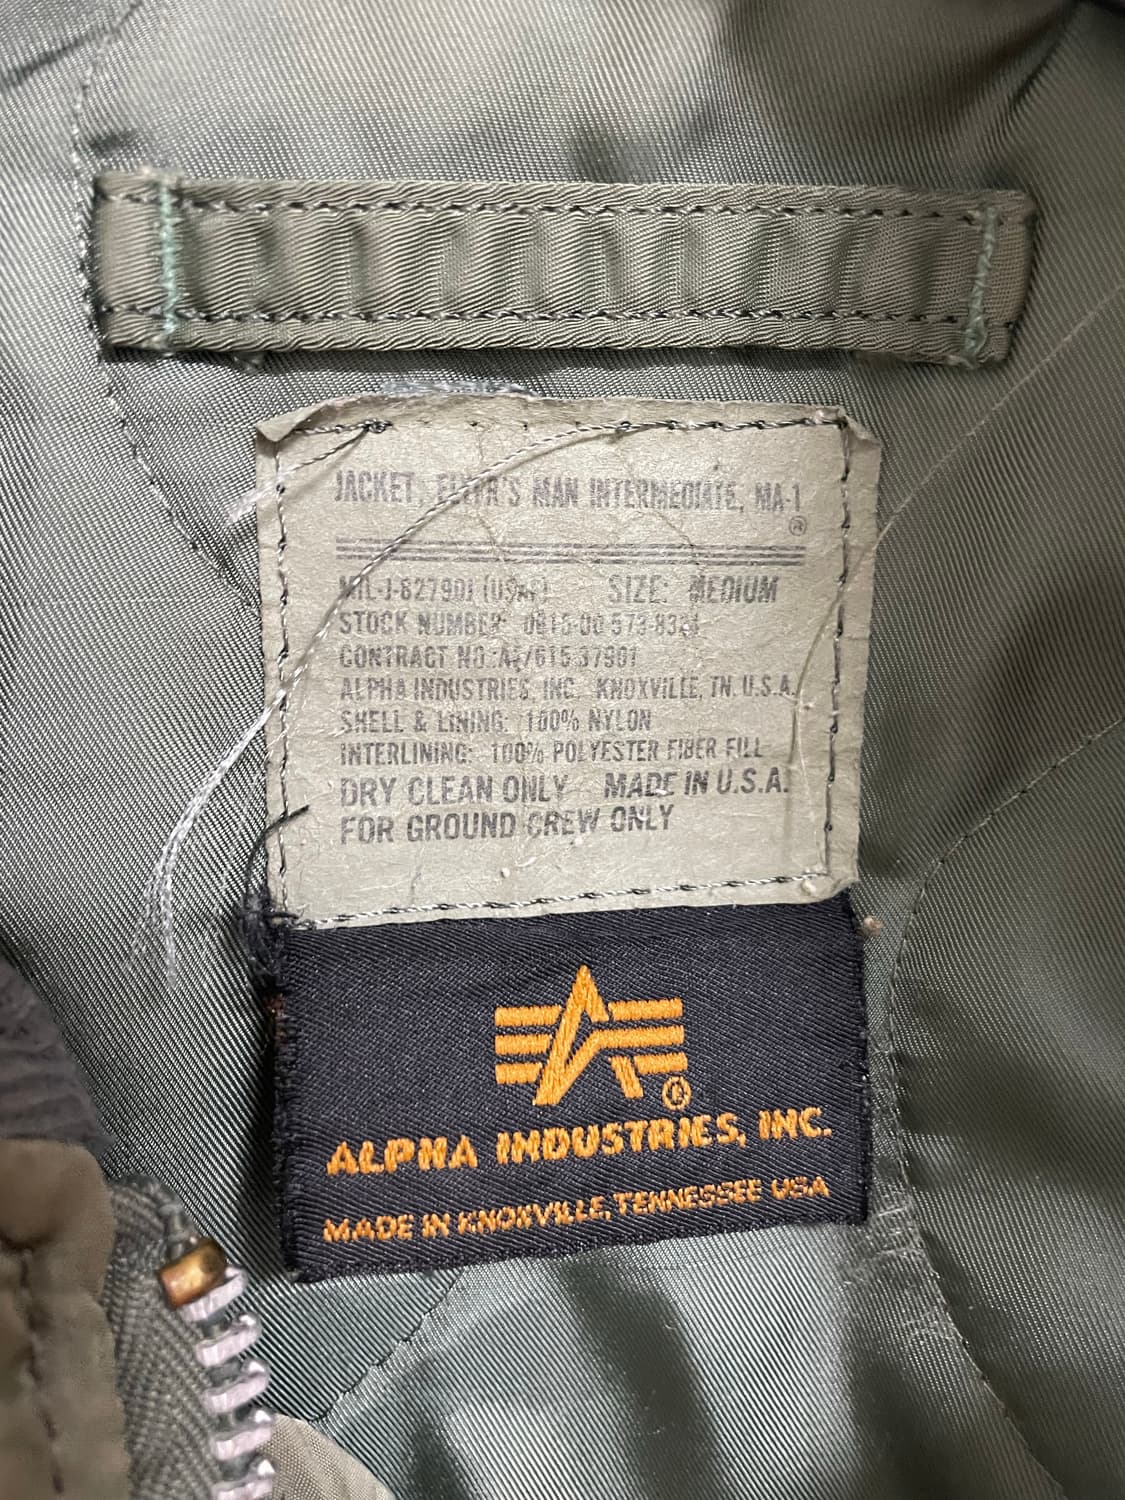 JACKET, FLYER'S MAN INTERMEDIATE, MA-1
®
MIL-J-827901 (USAF) SIZE: MEDIUM
STOCK NUMBER:
CONTRACT NO.
ALPHA INDUSTRIES, INC. KNOXVILLE, TN. U.S.A.
SHELL & LINING: 100% NYLON
INTERLINING: 100% POLYESTER FIBER FILL
DRY CLEAN ONLY MADE IN U.S.A.
FOR GROUND CREW ONLY
®
ALPHA INDUSTRIES, INC.
MADE IN KNOXVILLE, TENNESSEE USA